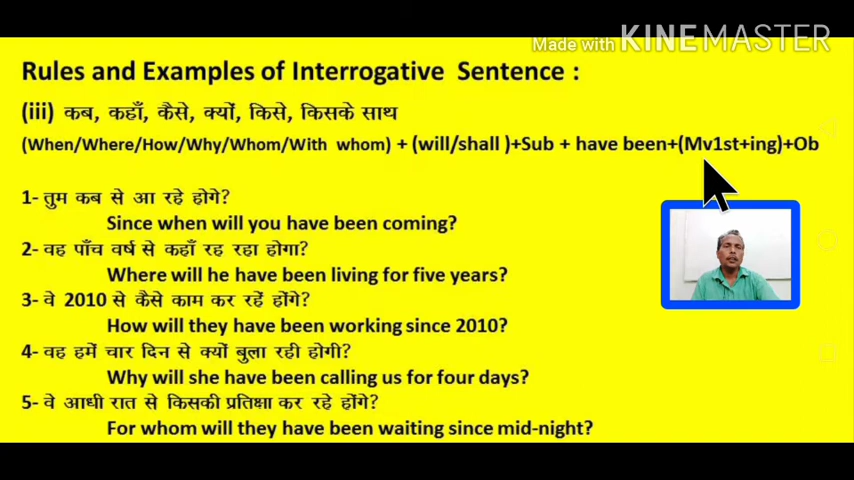 Made with KINEMASTER
Rules and Examples of Interrogative Sentence :
(iii) कब, कहाँ, कैसे, क्यों, किसे, किसके साथ
(When/Where/How/Why/Whom/With whom) + (will/shall )+Sub + have been+(Mv1st+ing)+Ob
1- तुम कब से आ रहे होगे?
Since when will you have been coming?
2- वह पाँच वर्ष से कहाँ रह रहा होगा?
Where will he have been living for five years?
3- वे 2010 से कैसे काम कर रहें होंगे?
How will they have been working since 2010?
4- वह हमें चार दिन से क्यों बुला रही होगी?
Why will she have been calling us for four days?
5- वे आधी रात से किसकी प्रतिक्षा कर रहे होंगे?
For whom will they have been waiting since mid-night?